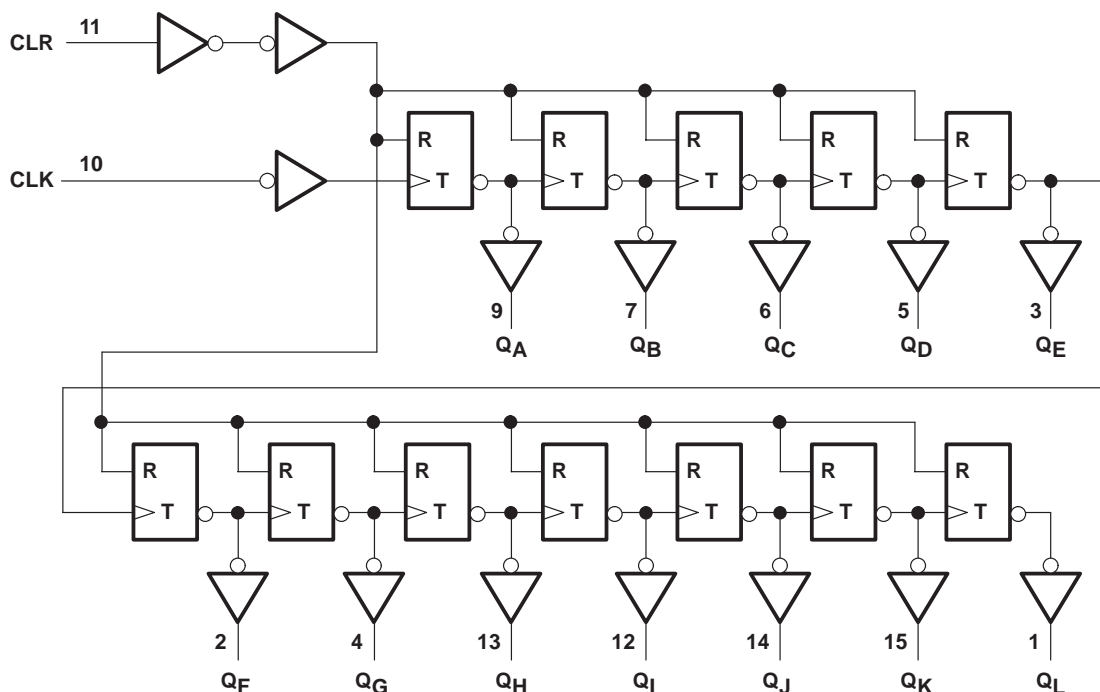 CLR 11
R R R R R
CLK 10
T T T T T
9 7 6 5 3
QA QB QC QD QE
R R R R R R R
T T T T T T T
2 4 13 12 14 15 1
QF QG QH QI QJ QK QL